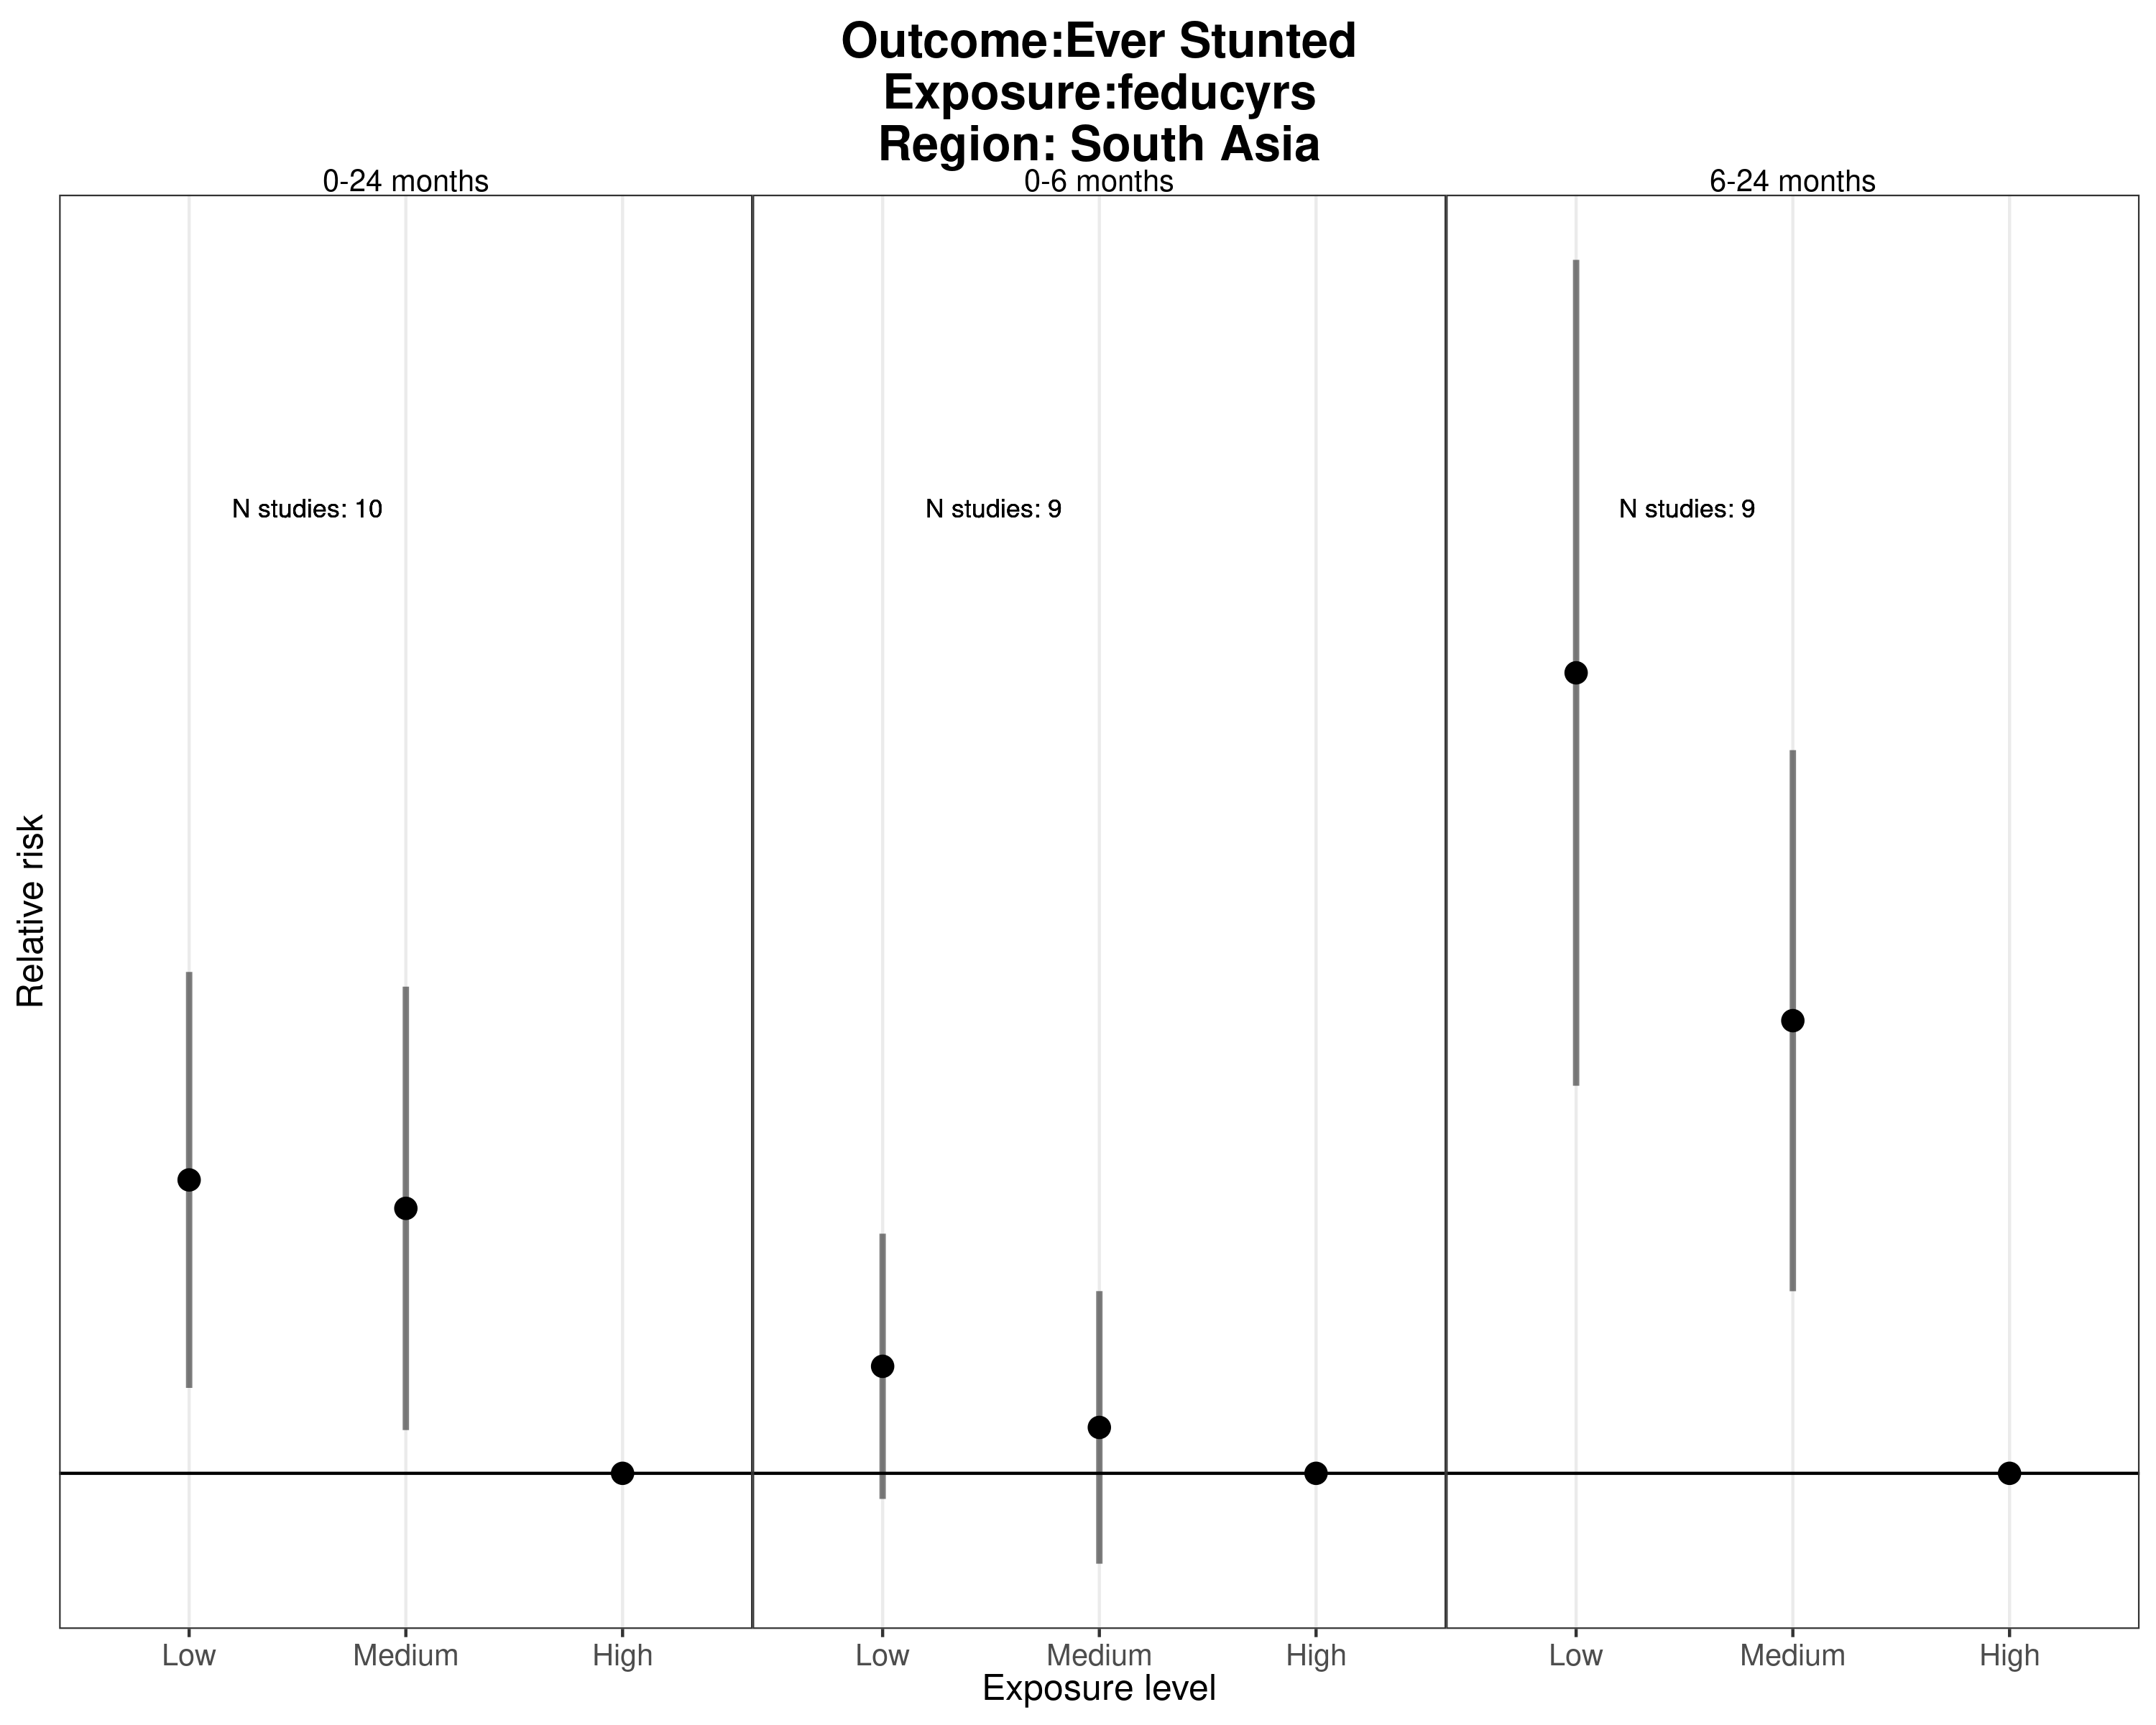 Outcome:Ever Stunted
Exposure:feducyrs
Region: South Asia
0-24 months
0-6 months
6-24 months
N studies: 10
N studies: 9
N studies: 9
Relative risk
Low
Medium
High
Low
Medium
High
Low
Medium
High
Exposure level